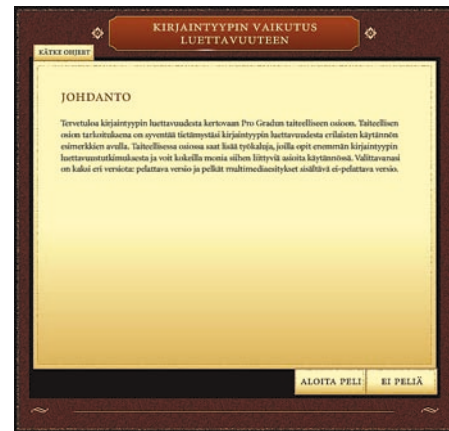 KIRJAINTYYPIN VAIKUTUS
LUETTAVUUTEEN
KÄTKE OHJEET
JOHDANTO
Tervetuloa kirjaintyypin luettavuudesta kertovaan Pro Gradun taiteelliseen osioon. Taiteellisen
osion tarkoituksena on syventää tietämystäsi kirjaintyypin luettavuudesta erilaisten käytännön
esimerkkien avulla. Taiteellisessa osiossa saat lisää työkaluja, joilla opit enemmän kirjaintyypin
luettavuustutkimuksesta ja voit kokeilla monia siihen liittyviä asioita käytännössä. Valittavanasi
on kaksi eri versiota: pelattava versio ja pelkät multimediaesitykset sisältävä ei-pelattava versio.
ALOITA PELI
EI PELIÄ